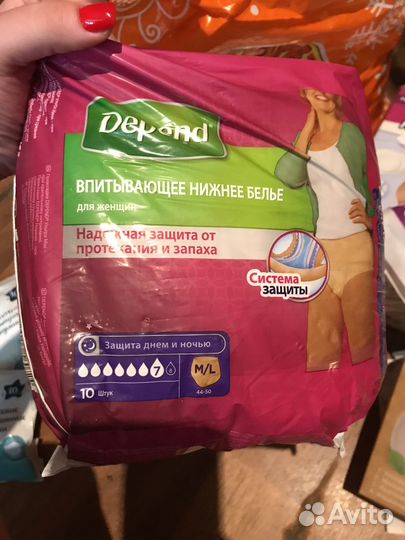 Depend
ВПИТЫВАЮЩЕЕ НИЖНЕЕ БЕЛЬЕ
для женщин
Надежная защита от
протекания и запаха
Система
защиты
Защита днем и ночью
7 8
M/L
10 Штук
44-50
Avito